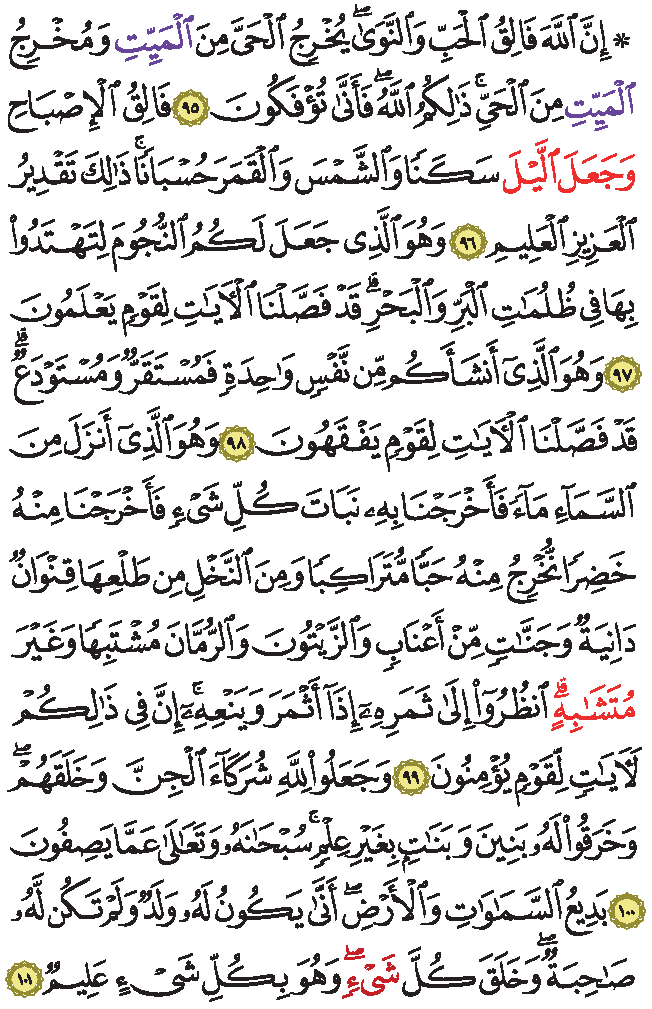 * إِنَّ ٱللَّهَ فَالِقُ ٱلْحَبِّ وَٱلنَّوَىٰۖ يُخْرِجُ ٱلْحَىَّ مِنَ ٱلْمَيِّتِ وَمُخْرِجُ
ٱلْمَيِّتِ مِنَ ٱلْحَىِّۚ ذَٰلِكُمُ ٱللَّهُۖ فَأَنَّىٰ تُؤْفَكُونَ ٩٥ فَالِقُ ٱلْإِصْبَاحِ
وَجَعَلَ ٱلَّيْلَ سَكَنًا وَٱلشَّمْسَ وَٱلْقَمَرَ حُسْبَانًاۚ ذَٰلِكَ تَقْدِيرُ
ٱلْعَزِيزِ ٱلْعَلِيمِ ٩٦ وَهُوَ ٱلَّذِى جَعَلَ لَكُمُ ٱلنُّجُومَ لِتَهْتَدُوا۟
بِهَا فِى ظُلُمَٰتِ ٱلْبَرِّ وَٱلْبَحْرِۗ قَدْ فَصَّلْنَا ٱلْأَيَٰتِ لِقَوْمٍ يَعْلَمُونَ
٩٧ وَهُوَ ٱلَّذِىٓ أَنشَأَكُم مِّن نَّفْسٍ وَٰحِدَةٍ فَمُسْتَقَرٌّ وَمُسْتَوْدَعٌۗ
قَدْ فَصَّلْنَا ٱلْأَيَٰتِ لِقَوْمٍ يَفْقَهُونَ ٩٨ وَهُوَ ٱلَّذِىٓ أَنزَلَ مِنَ
ٱلسَّمَآءِ مَآءً فَأَخْرَجْنَا بِهِۦ نَبَاتَ كُلِّ شَىْءٍ فَأَخْرَجْنَا مِنْهُ
خَضِرًا نُّخْرِجُ مِنْهُ حَبًّا مُّتَرَاكِبًا وَمِنَ ٱلنَّخْلِ مِن طَلْعِهَا قِنْوَانٌ
دَانِيَةٌ وَجَنَّٰتٍ مِّنْ أَعْنَابٍ وَٱلزَّيْتُونَ وَٱلرُّمَّانَ مُشْتَبِهًا وَغَيْرَ
مُتَشَٰبِهٍۗ ٱنظُرُوٓا۟ إِلَىٰ ثَمَرِهِۦٓ إِذَآ أَثْمَرَ وَيَنْعِهِۦٓۚ إِنَّ فِى ذَٰلِكُمْ
لَأَيَٰتٍ لِّقَوْمٍ يُؤْمِنُونَ ٩٩ وَجَعَلُوا۟ لِلَّهِ شُرَكَآءَ ٱلْجِنَّ وَخَلَقَهُمْۖ
وَخَرَقُوا۟ لَهُۥ بَنِينَ وَبَنَٰتٍ بِغَيْرِ عِلْمٍۚ سُبْحَٰنَهُۥ وَتَعَٰلَىٰ عَمَّا يَصِفُونَ
١٠٠ بَدِيعُ ٱلسَّمَٰوَٰتِ وَٱلْأَرْضِۖ أَنَّىٰ يَكُونُ لَهُۥ وَلَدٌ وَلَمْ تَكُن لَّهُۥ
صَٰحِبَةٌۖ وَخَلَقَ كُلَّ شَىْءٍۖ وَهُوَ بِكُلِّ شَىْءٍ عَلِيمٌ ١٠١